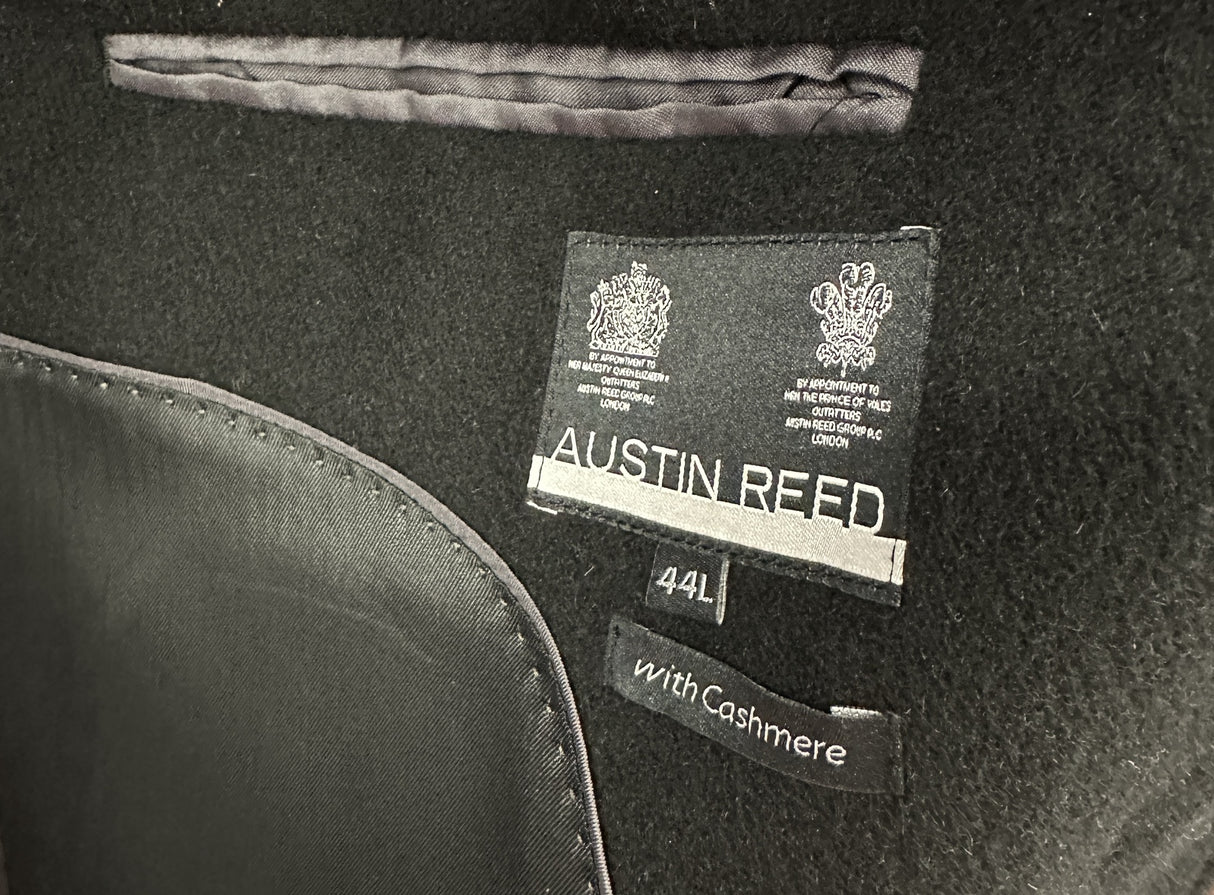 BY APPOINTMENT TO
HER MAJESTY QUEEN ELIZABETH II
OUTFITTERS
AUSTIN REED GROUP PLC
LONDON
BY APPOINTMENT TO
HRH THE PRINCE OF WALES
OUTFITTERS
AUSTIN REED GROUP PLC
LONDON
AUSTIN REED
44L
with Cashmere